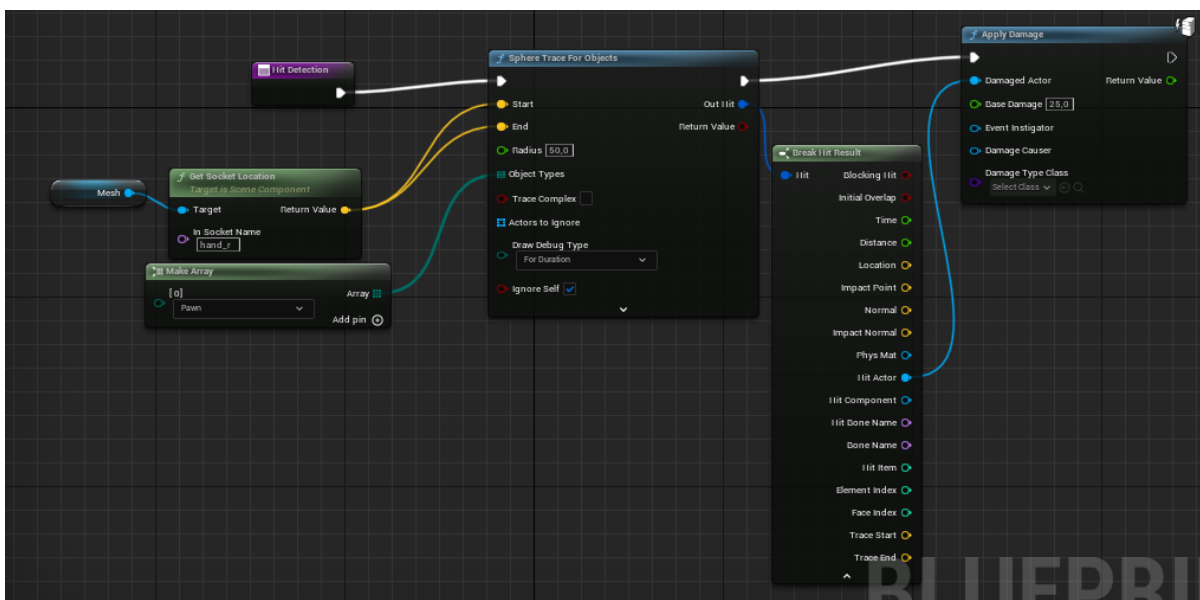 Hit Detection
Mesh
Get Socket Location
Target is Scene Component
Target
Return Value
In Socket Name
hand_r
Make Array
[0]
Array
Pawn
Add pin
Sphere Trace For Objects
Start
Out Hit
End
Return Value
Radius 50,0
Object Types
Trace Complex
Actors to Ignore
Draw Debug Type
For Duration
Ignore Self
Break Hit Result
Hit
Blocking Hit
Initial Overlap
Time
Distance
Location
Impact Point
Normal
Impact Normal
Phys Mat
Hit Actor
Hit Component
Hit Bone Name
Bone Name
Hit Item
Element Index
Face Index
Trace Start
Trace End
Apply Damage
Damaged Actor
Return Value
Base Damage 25,0
Event Instigator
Damage Causer
Damage Type Class
Select Class
BLUEPRI